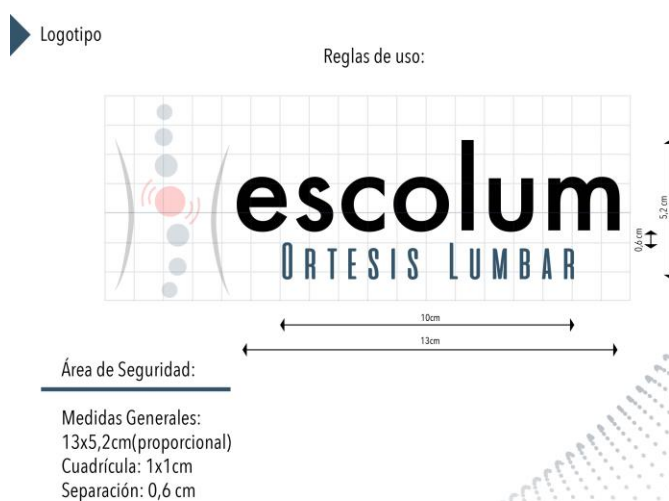 Logotipo
Reglas de uso:
escolum
ORTESIS LUMBAR
5,2 cm
0,6 cm
10cm
13cm
Área de Seguridad:
Medidas Generales:
13x5,2cm(proporcional)
Cuadrícula: 1x1cm
Separación: 0,6 cm